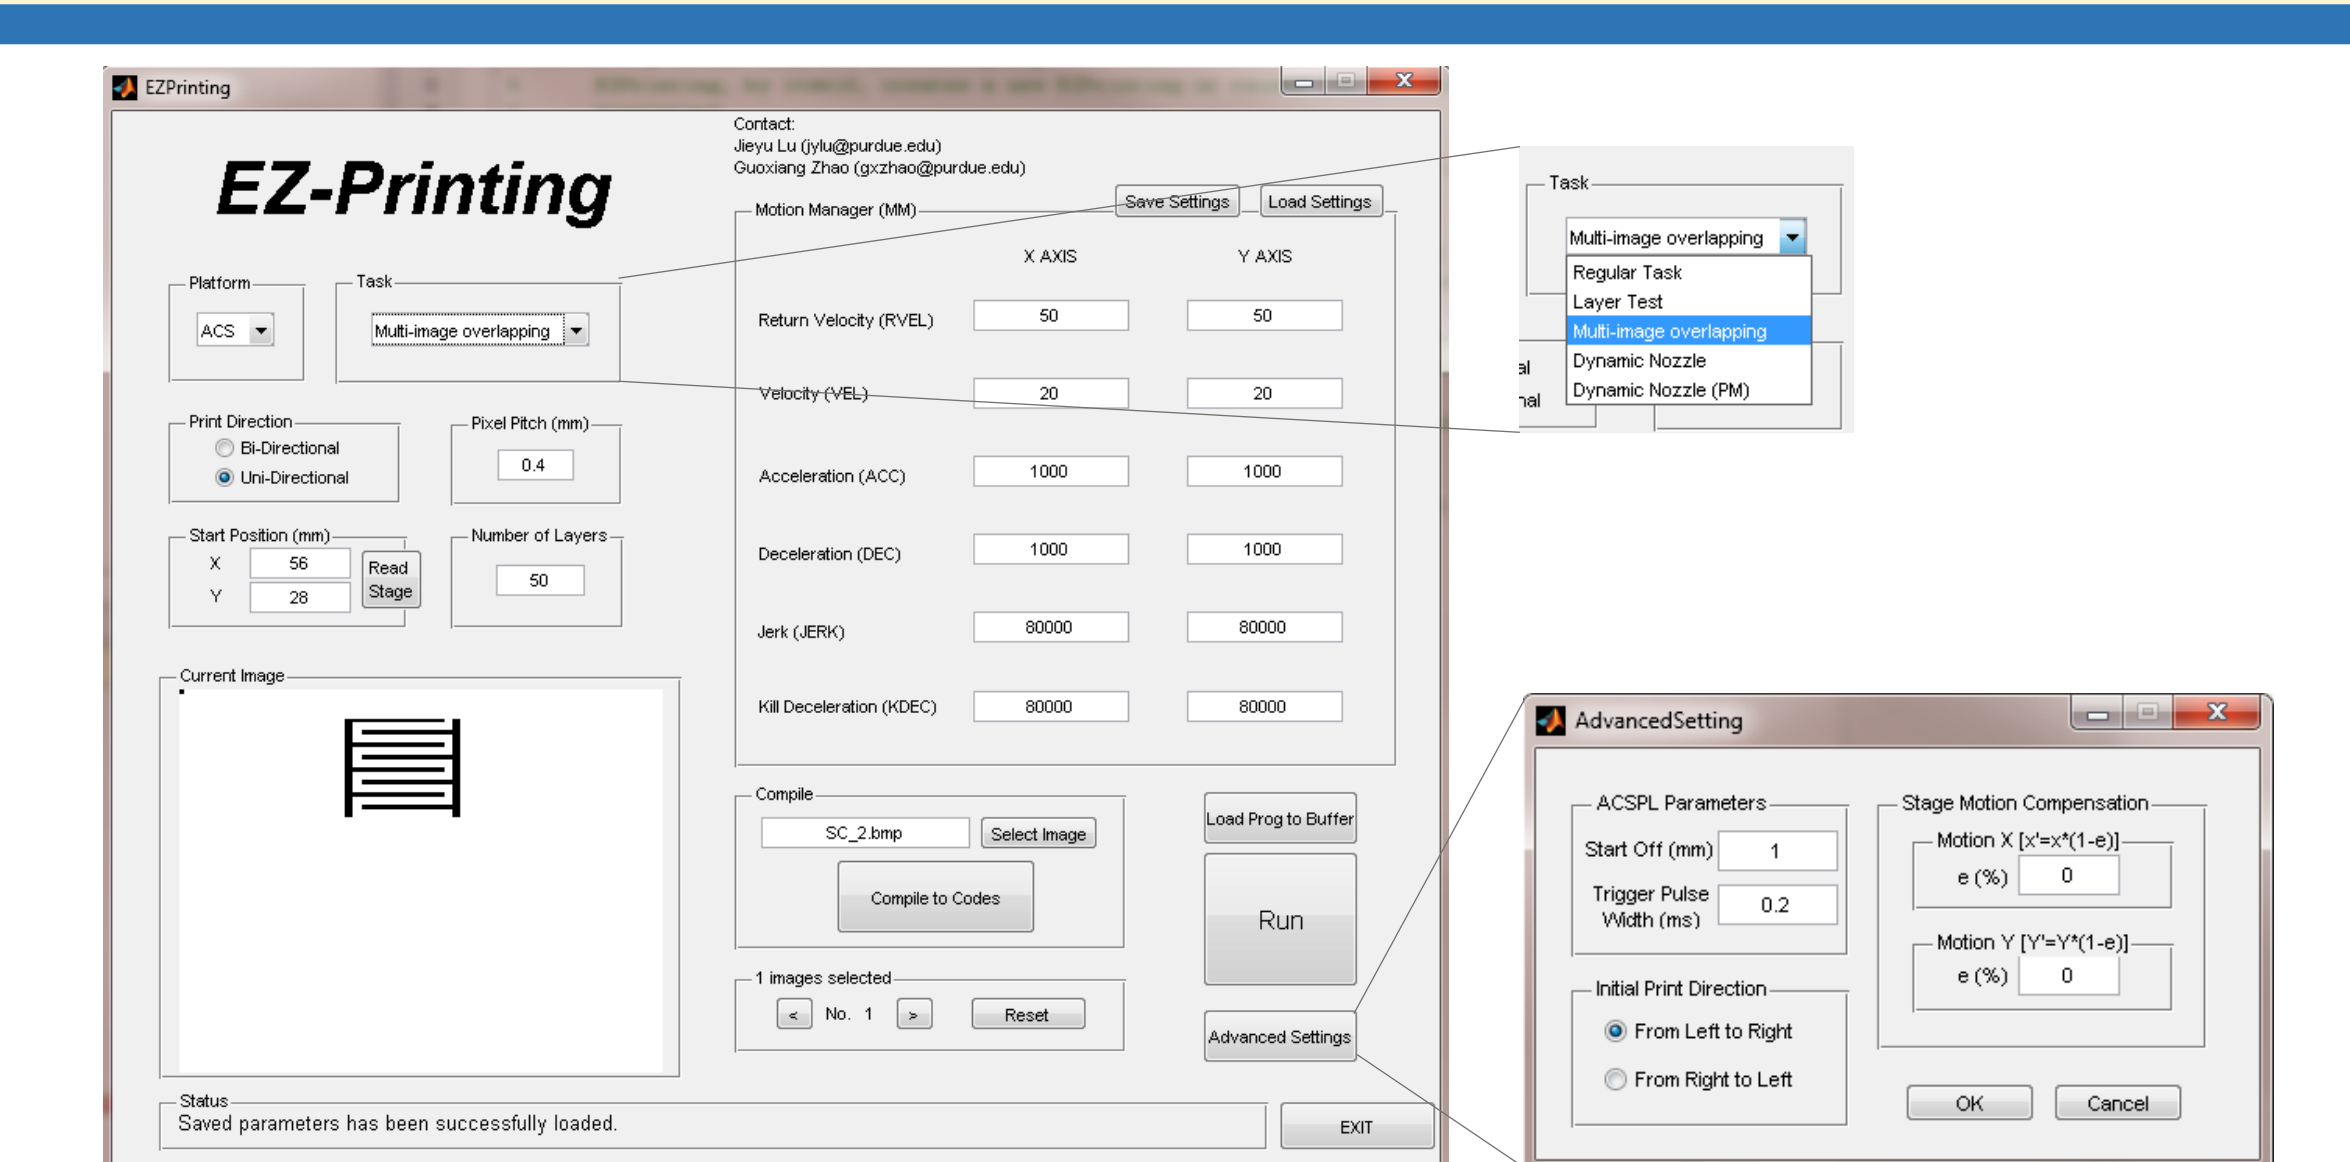 EZPrinting
EZ-Printing
Contact:
Jieyu Lu (jylu@purdue.edu)
Guoxiang Zhao (gxzhao@purdue.edu)
Save Settings
Load Settings
Motion Manager (MM)
X AXIS
Y AXIS
Return Velocity (RVEL)
50
50
Velocity (VEL)
20
20
Acceleration (ACC)
1000
1000
Deceleration (DEC)
1000
1000
Jerk (JERK)
80000
80000
Kill Deceleration (KDEC)
80000
80000
Platform
ACS
Task
Multi-image overlapping
Print Direction
Bi-Directional
Uni-Directional
Pixel Pitch (mm)
0.4
Start Position (mm)
X 56
Y 28
Read
Stage
Number of Layers
50
Current Image
Compile
SC_2.bmp
Select Image
Compile to Codes
1 images selected
< No. 1 >
Reset
Load Prog to Buffer
Run
Advanced Settings
Status
Saved parameters has been successfully loaded.
EXIT
Task
Multi-image overlapping
Regular Task
Layer Test
Multi-image overlapping
Dynamic Nozzle
Dynamic Nozzle (PM)
al
nal
AdvancedSetting
ACSPL Parameters
Start Off (mm) 1
Trigger Pulse
Width (ms)
0.2
Initial Print Direction
From Left to Right
From Right to Left
Stage Motion Compensation
Motion X [x'=x*(1-e)]
e (%) 0
Motion Y [Y'=Y*(1-e)]
e (%) 0
OK
Cancel